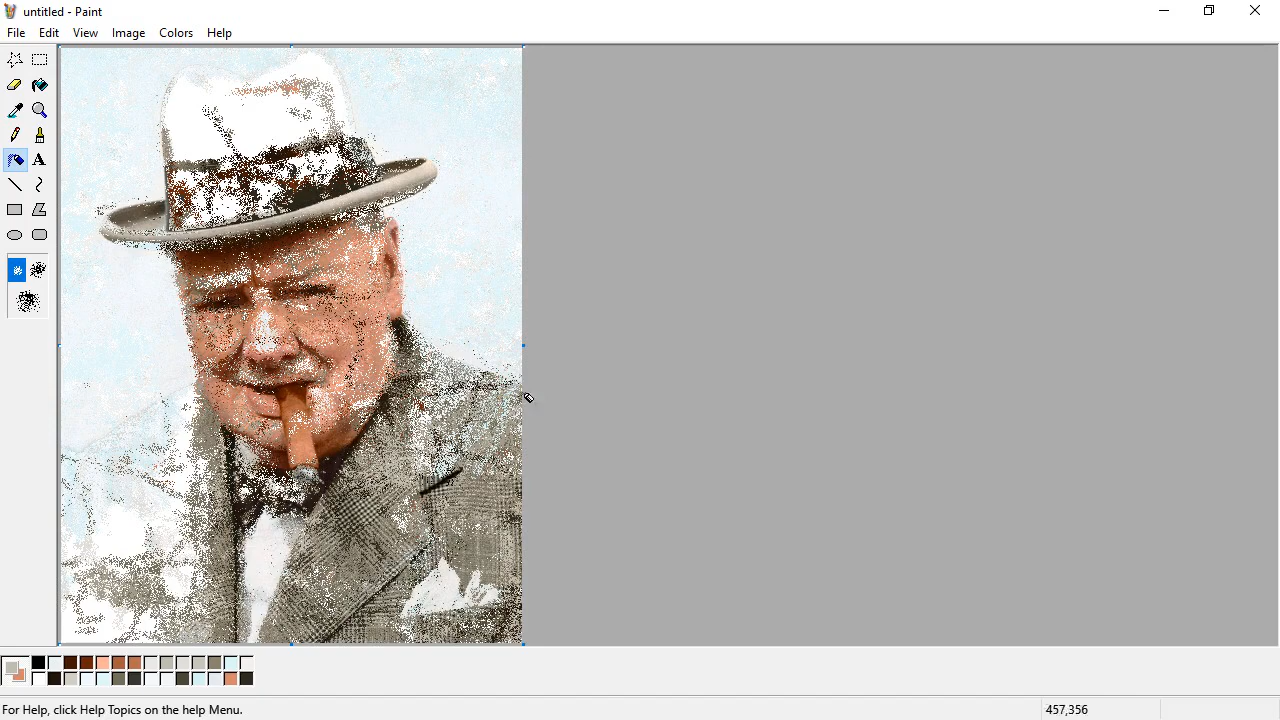 untitled - Paint
File Edit View Image Colors Help
A
For Help, click Help Topics on the help Menu.
457,356